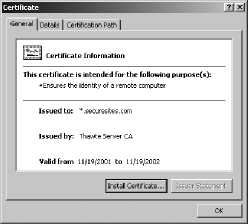 Certificate
General Details Certification Path
Certificate Information
This certificate is intended for the following purpose(s):
•Ensures the identity of a remote computer
Issued to: *.securesites.com
Issued by: Thawte Server CA
Valid from 11/19/2001 to 11/19/2002
Install Certificate... Issuer Statement
OK